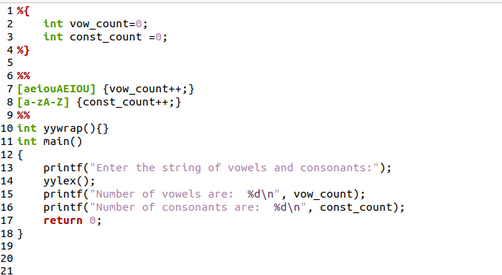 1 %{
2     int vow_count=0;
3     int const_count =0;
4 %}
5
6 %%
7 [aeiouAEIOU] {vow_count++;}
8 [a-zA-Z] {const_count++;}
9 %%
10 int yywrap(){}
11 int main()
12 {
13     printf("Enter the string of vowels and consonants:");
14     yylex();
15     printf("Number of vowels are:  %d\n", vow_count);
16     printf("Number of consonants are:  %d\n", const_count);
17     return 0;
18 }
19
20
21